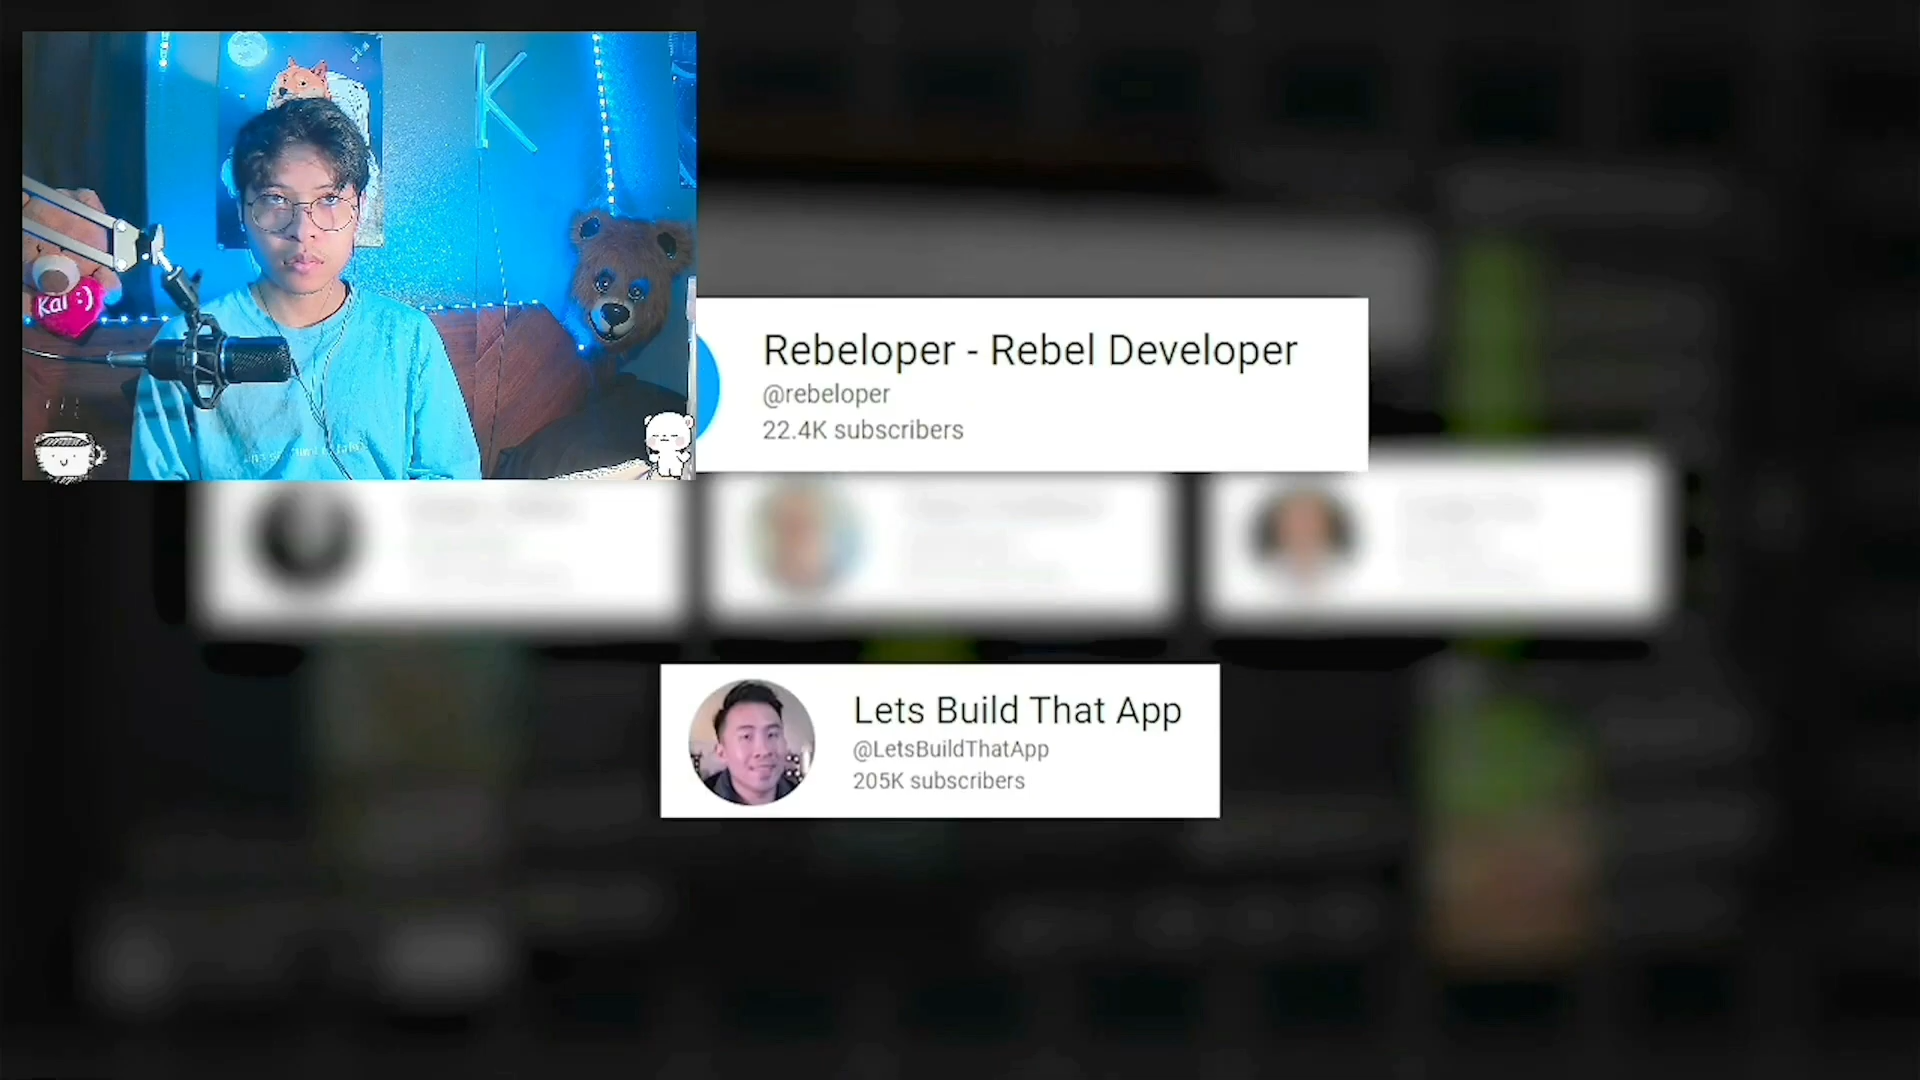 K
Kai :)
Rebeloper - Rebel Developer
@rebeloper
22.4K subscribers
Lets Build That App
@LetsBuildThatApp
205K subscribers